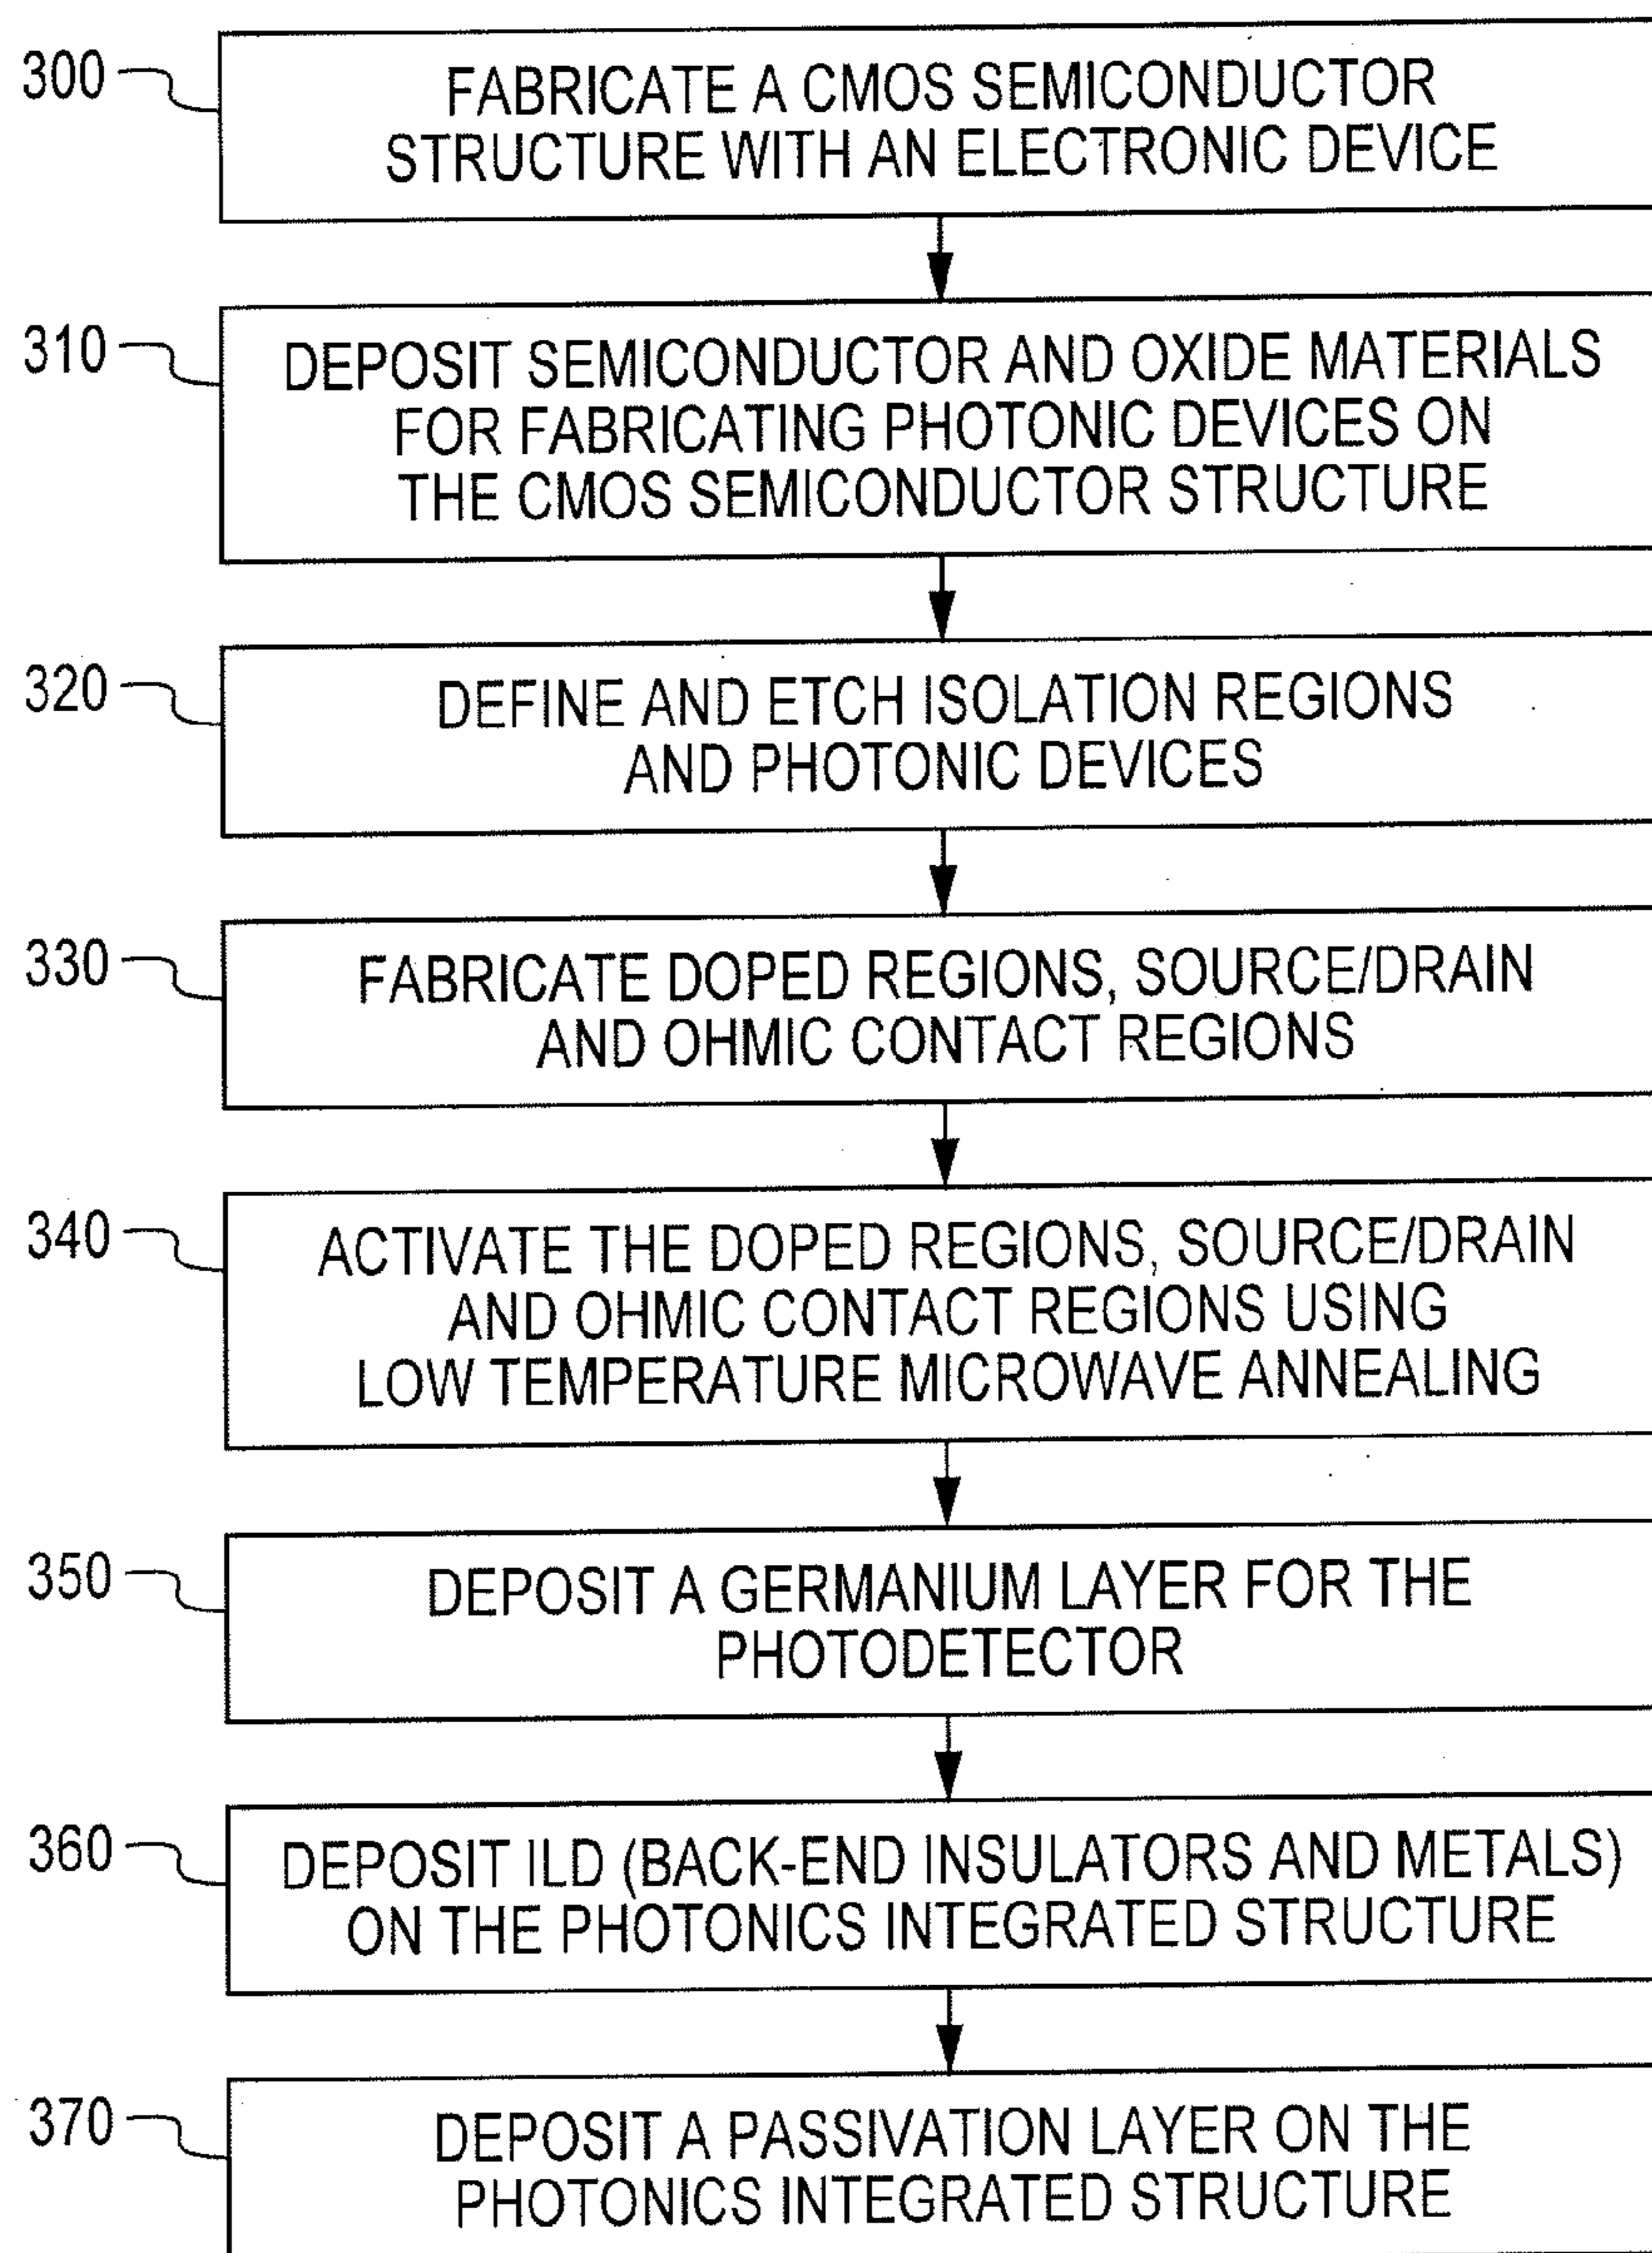 300
FABRICATE A CMOS SEMICONDUCTOR
STRUCTURE WITH AN ELECTRONIC DEVICE
310
DEPOSIT SEMICONDUCTOR AND OXIDE MATERIALS
FOR FABRICATING PHOTONIC DEVICES ON
THE CMOS SEMICONDUCTOR STRUCTURE
320
DEFINE AND ETCH ISOLATION REGIONS
AND PHOTONIC DEVICES
330
FABRICATE DOPED REGIONS, SOURCE/DRAIN
AND OHMIC CONTACT REGIONS
340
ACTIVATE THE DOPED REGIONS, SOURCE/DRAIN
AND OHMIC CONTACT REGIONS USING
LOW TEMPERATURE MICROWAVE ANNEALING
350
DEPOSIT A GERMANIUM LAYER FOR THE
PHOTODETECTOR
360
DEPOSIT ILD (BACK-END INSULATORS AND METALS)
ON THE PHOTONICS INTEGRATED STRUCTURE
370
DEPOSIT A PASSIVATION LAYER ON THE
PHOTONICS INTEGRATED STRUCTURE